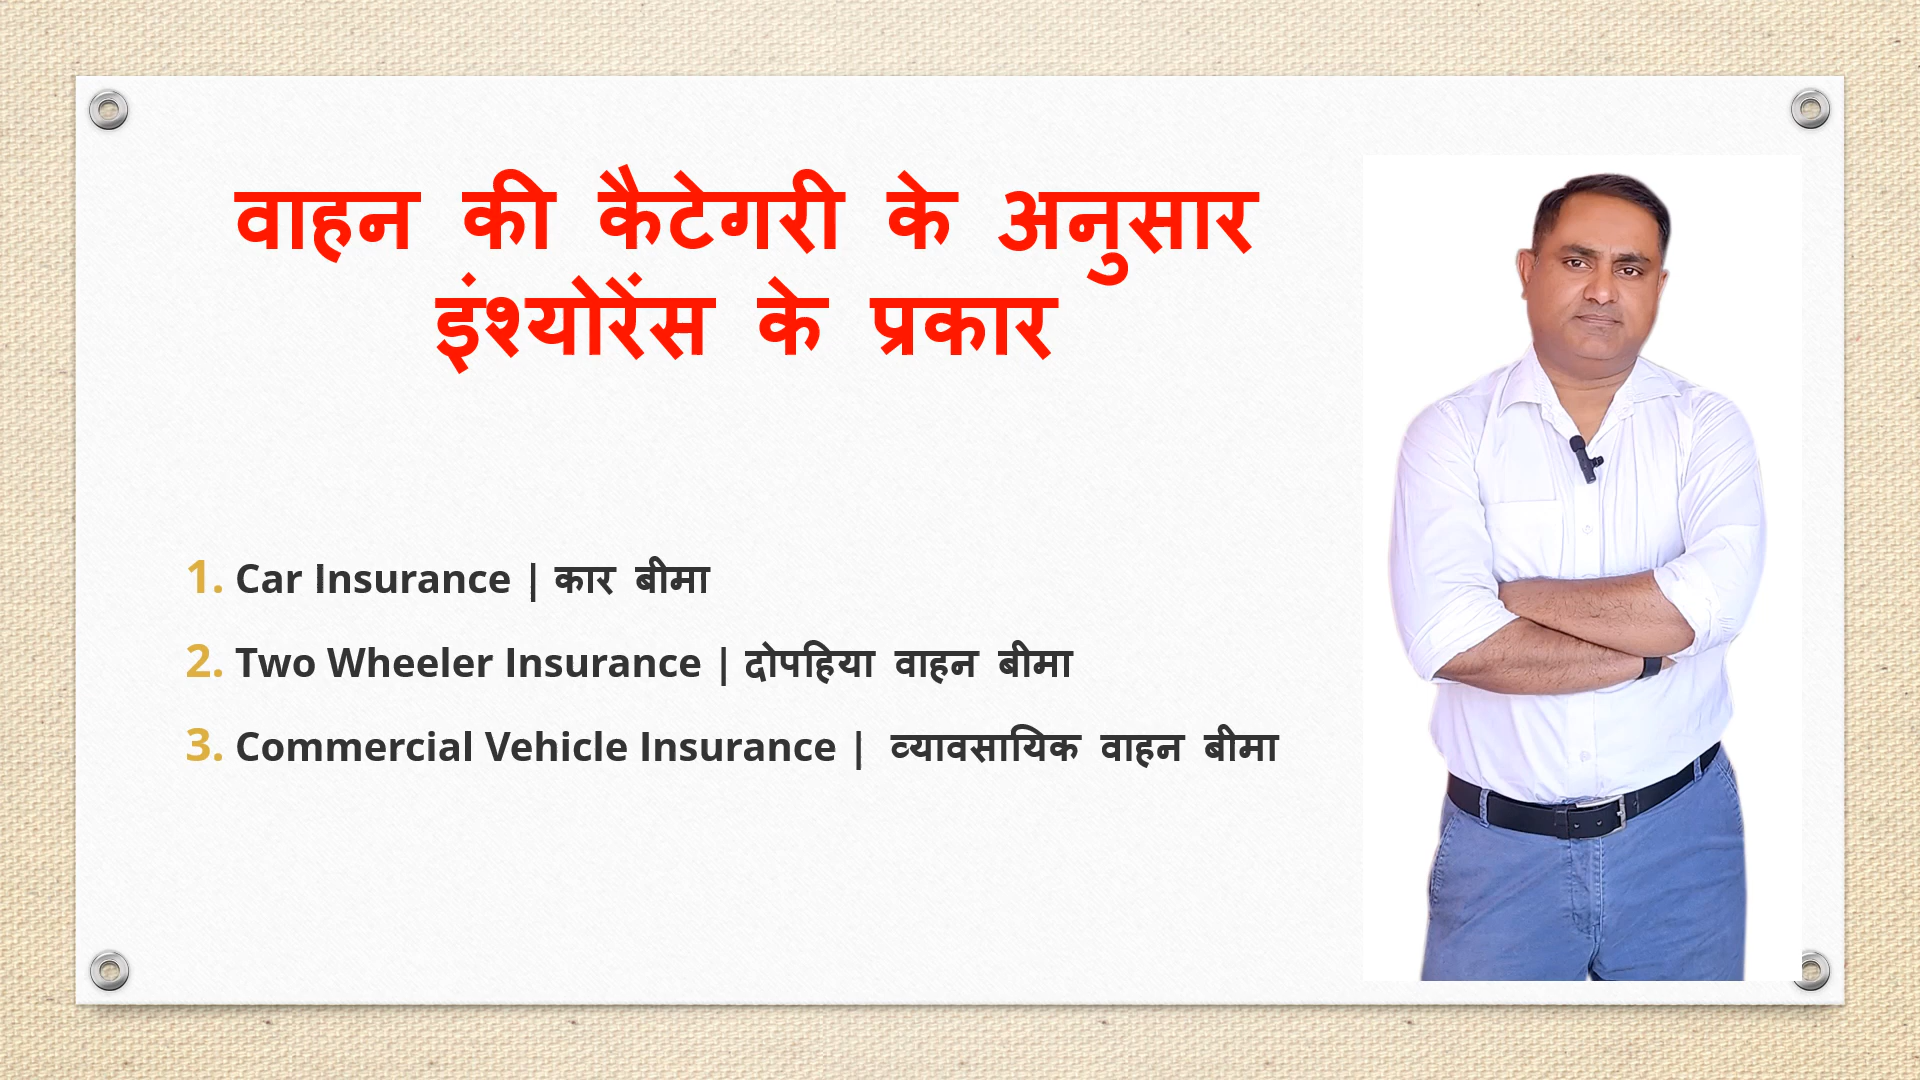 वाहन की कैटेगरी के अनुसार
इंश्योरेंस के प्रकार
1. Car Insurance | कार बीमा
2. Two Wheeler Insurance | दोपहिया वाहन बीमा
3. Commercial Vehicle Insurance | व्यावसायिक वाहन बीमा